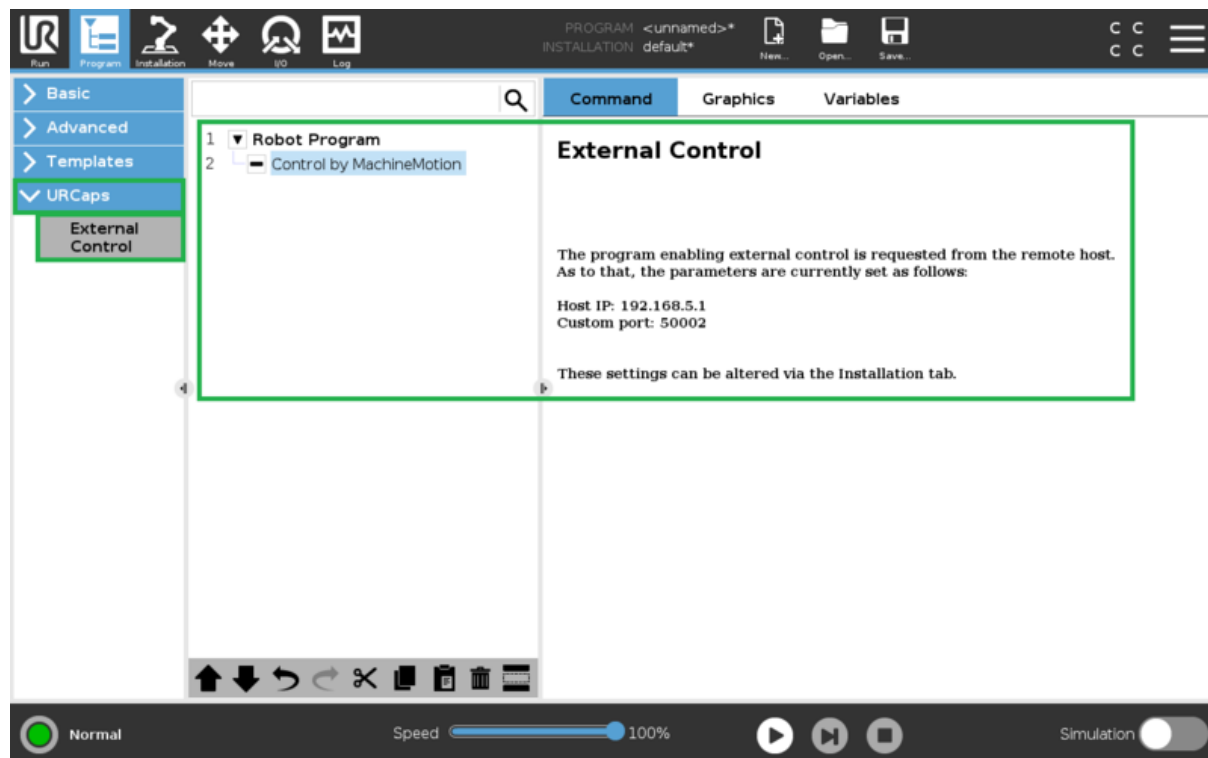 UR
PROGRAM <unnamed>*
INSTALLATION default*
C C
C C
Run
Program
Installation
Move
I/O
Log
New...
Open...
Save...
Basic
Advanced
Templates
URCaps
External
Control
1 Robot Program
2 Control by MachineMotion
Command Graphics Variables
External Control
The program enabling external control is requested from the remote host.
As to that, the parameters are currently set as follows:
Host IP: 192.168.5.1
Custom port: 50002
These settings can be altered via the Installation tab.
Normal
Speed 100%
Simulation